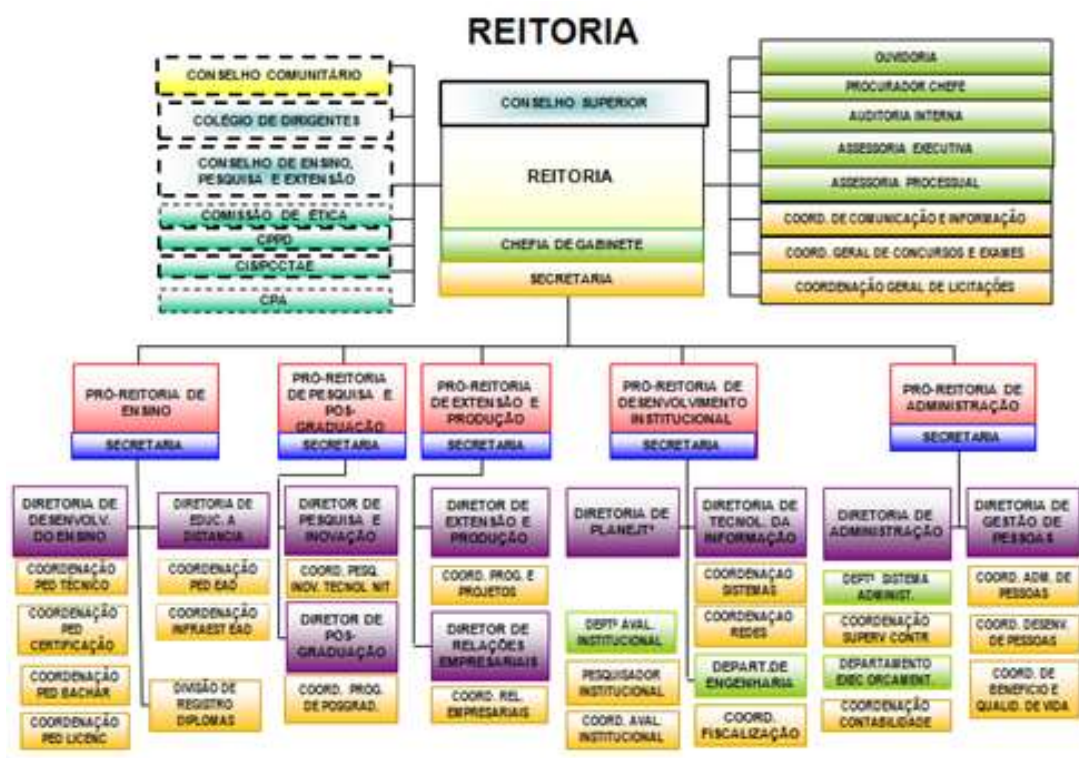 REITORIA
CONSELHO COMUNITÁRIO
COLÉGIO DE DIRIGENTES
CONSELHO DE ENSINO,
PESQUISA E EXTENSÃO
COMISSÃO DE ÉTICA
CPPD
CIS/PCCTAE
CPA
CONSELHO SUPERIOR
REITORIA
CHEFIA DE GABINETE
SECRETARIA
OUVIDORIA
PROCURADOR CHEFE
AUDITORIA INTERNA
ASSESSORIA EXECUTIVA
ASSESSORIA PROCESSUAL
COORD. DE COMUNICAÇÃO E INFORMAÇÃO
COORD. GERAL DE CONCURSOS E EXAMES
COORDENAÇÃO GERAL DE LICITAÇÕES
PRÓ-REITORIA DE
ENSINO
SECRETARIA
PRÓ-REITORIA
DE PESQUISA E
PÓS-
GRADUAÇÃO
SECRETARIA
PRÓ-REITORIA
DE EXTENSÃO E
PRODUÇÃO
SECRETARIA
PRÓ-REITORIA DE
DESENVOLVIMENTO
INSTITUCIONAL
SECRETARIA
PRÓ-REITORIA DE
ADMINISTRAÇÃO
SECRETARIA
DIRETORIA DE
DESENVOLV.
DO ENSINO
COORDENAÇÃO
PED TÉCNICO
COORDENAÇÃO
PED
CERTIFICAÇÃO
COORDENAÇÃO
PED BACHAR
COORDENAÇÃO
PED LICENC
DIRETORIA DE
EDUC. A
DISTANCIA
COORDENAÇÃO
PED EAD
COORDENAÇÃO
INFRAEST EAD
DIVISÃO DE
REGISTRO
DIPLOMAS
DIRETOR DE
PESQUISA E
INOVAÇÃO
COORD. PESQ.
INOV. TECNOL NIT
DIRETOR DE
PÓS-
GRADUAÇÃO
COORD. PROG.
DE POSGRAD.
DIRETOR DE
EXTENSÃO E
PRODUÇÃO
COORD. PROG. E
PROJETOS
DIRETOR DE
RELAÇÕES
EMPRESARIAIS
COORD. REL.
EMPRESARIAIS
DIRETORIA DE
PLANEJTº
DEPTº AVAL.
INSTITUCIONAL
PESQUISADOR
INSTITUCIONAL
COORD. AVAL.
INSTITUCIONAL
DIRETORIA DE
TECNOL. DA
INFORMAÇÃO
COORDENAÇAO
SISTEMAS
COORDENAÇAO
REDES
DEPART.DE
ENGENHARIA
COORD.
FISCALIZAÇÃO
DIRETORIA DE
ADMINISTRAÇÃO
DEPTº SISTEMA
ADMINIST.
COORDENAÇÃO
SUPERV CONTR
DEPARTAMENTO
EXEC ORCAMENT.
COORDENAÇÃO
CONTABILIDADE
DIRETORIA DE
GESTÃO DE
PESSOAS
COORD. ADM. DE
PESSOAS
COORD. DESENV.
DE PESSOAS
COORD. DE
BENEFICIO E
QUALID. DE VIDA